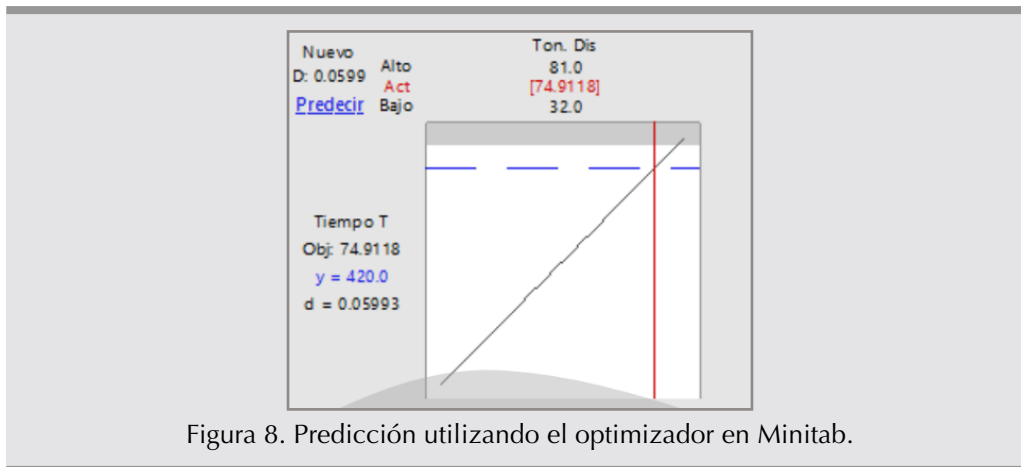 Nuevo
D: 0.0599
Predecir
Alto
Act
Bajo
Ton. Dis
81.0
[74.9118]
32.0
Tiempo T
Obj: 74.9118
y = 420.0
d = 0.05993
Figura 8. Predicción utilizando el optimizador en Minitab.